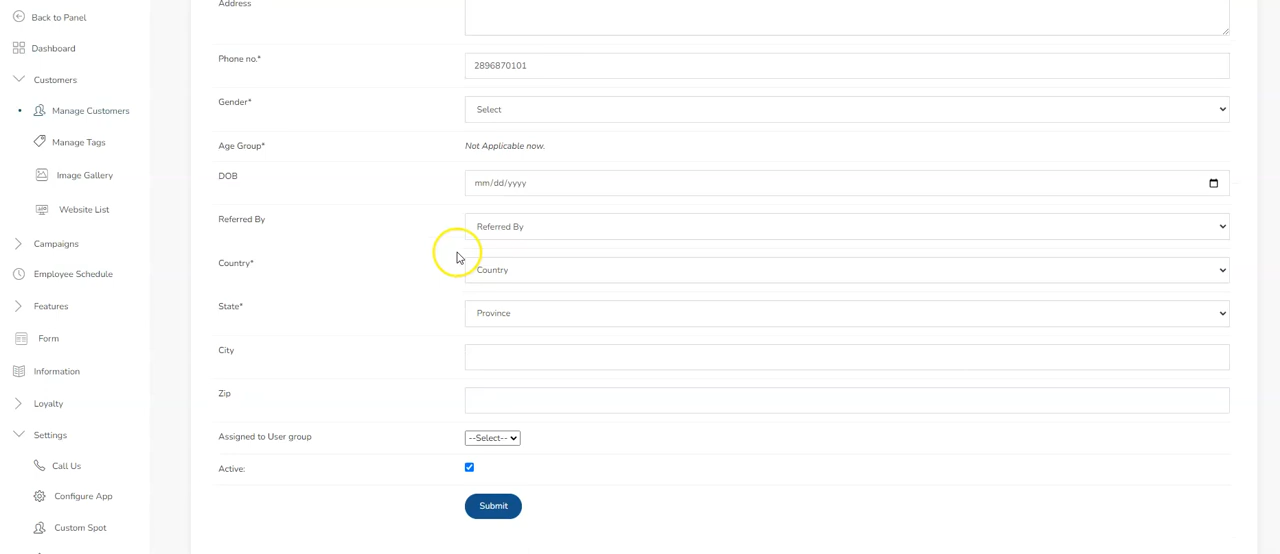 Back to Panel
Dashboard
Customers
Manage Customers
Manage Tags
Image Gallery
Website List
Campaigns
Employee Schedule
Features
Form
Information
Loyalty
Settings
Call Us
Configure App
Custom Spot
Address
Phone no.*
2896870101
Gender*
Select
Age Group*
Not Applicable now.
DOB
mm/dd/yyyy
Referred By
Referred By
Country*
Country
State*
Province
City
Zip
Assigned to User group
--Select--
Active:
Submit